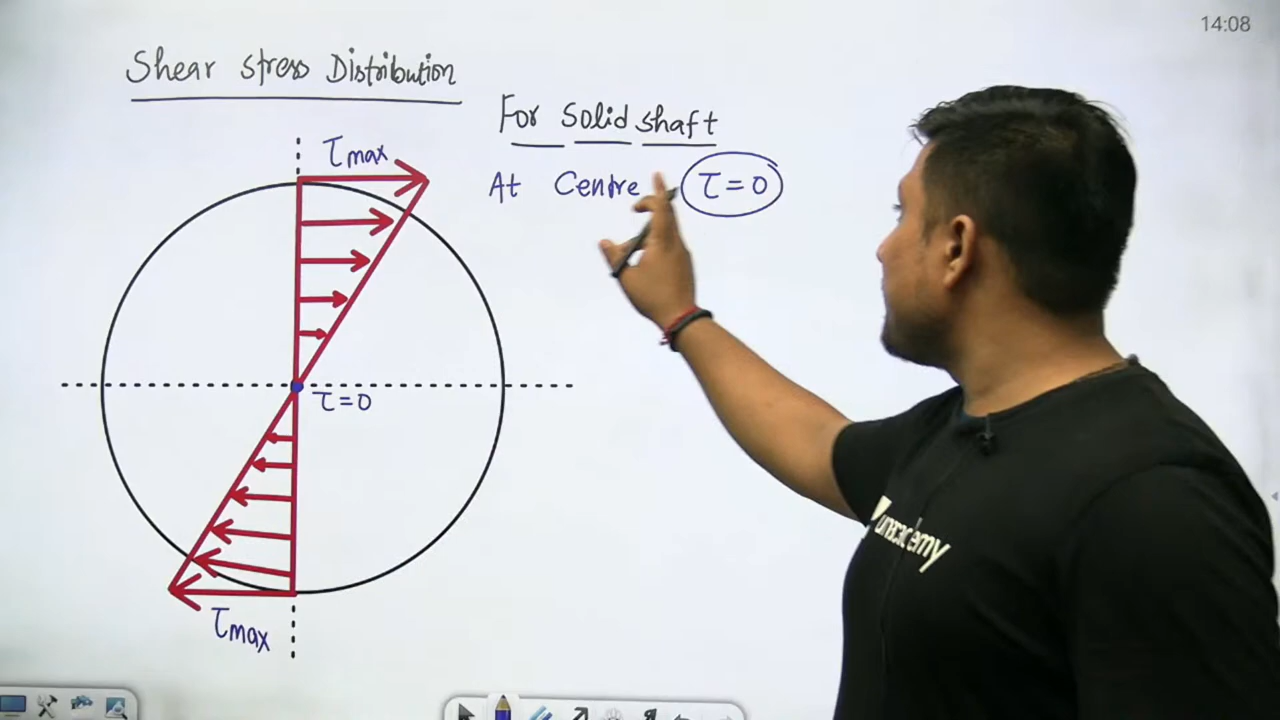 14:08
Shear stress Distribution
For solid shaft
τmax
At Centre τ=0
τ=0
τmax
unacademy